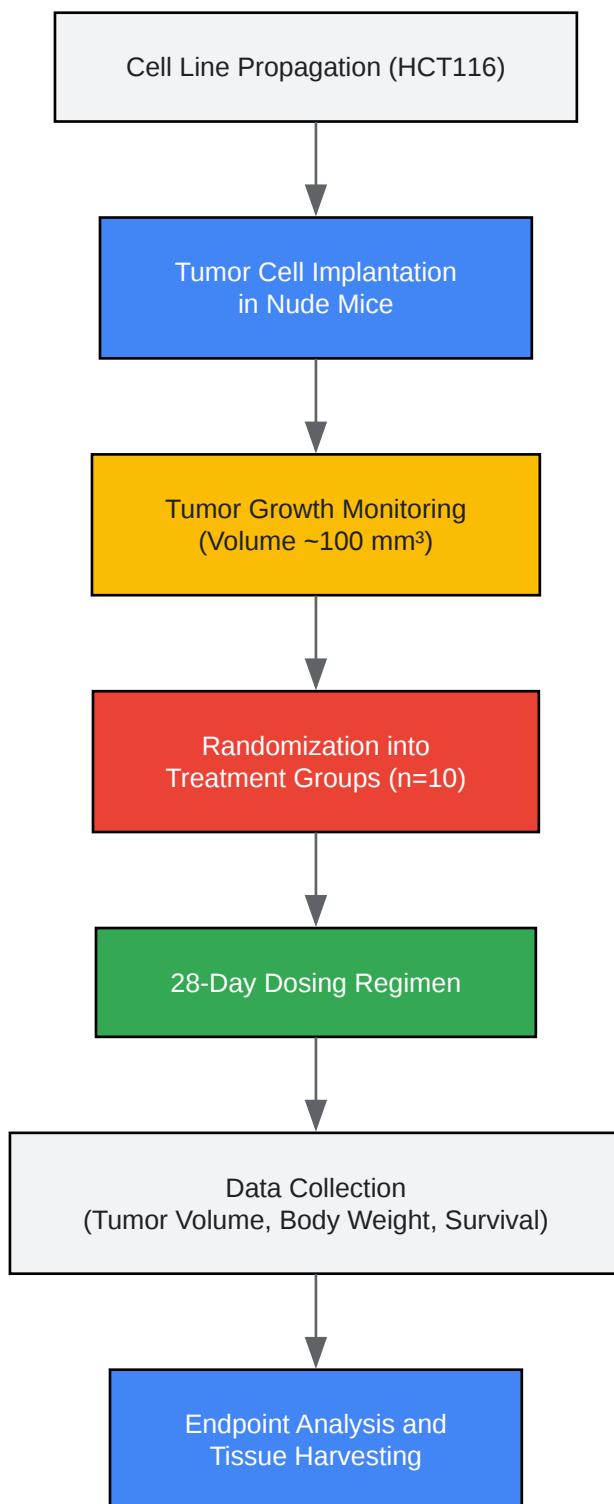 Cell Line Propagation (HCT116)
Tumor Cell Implantation
in Nude Mice
Tumor Growth Monitoring
(Volume ~100 mm³)
Randomization into
Treatment Groups (n=10)
28-Day Dosing Regimen
Data Collection
(Tumor Volume, Body Weight, Survival)
Endpoint Analysis and
Tissue Harvesting